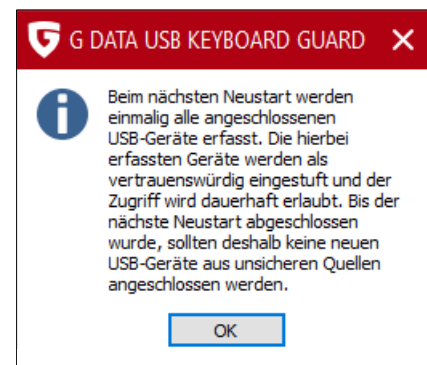 G DATA USB KEYBOARD GUARD
Beim nächsten Neustart werden
einmalig alle angeschlossenen
USB-Geräte erfasst. Die hierbei
erfassten Geräte werden als
vertrauenswürdig eingestuft und der
Zugriff wird dauerhaft erlaubt. Bis der
nächste Neustart abgeschlossen
wurde, sollten deshalb keine neuen
USB-Geräte aus unsicheren Quellen
angeschlossen werden.
OK